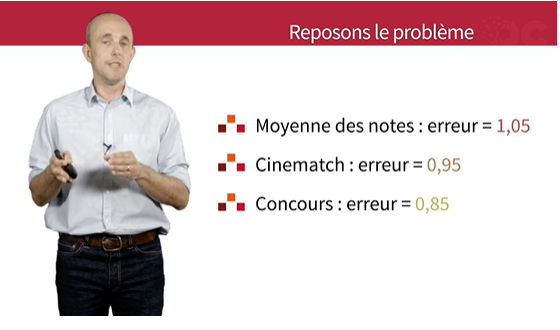 Reposons le problème
Moyenne des notes : erreur = 1,05
Cinematch : erreur = 0,95
Concours : erreur = 0,85